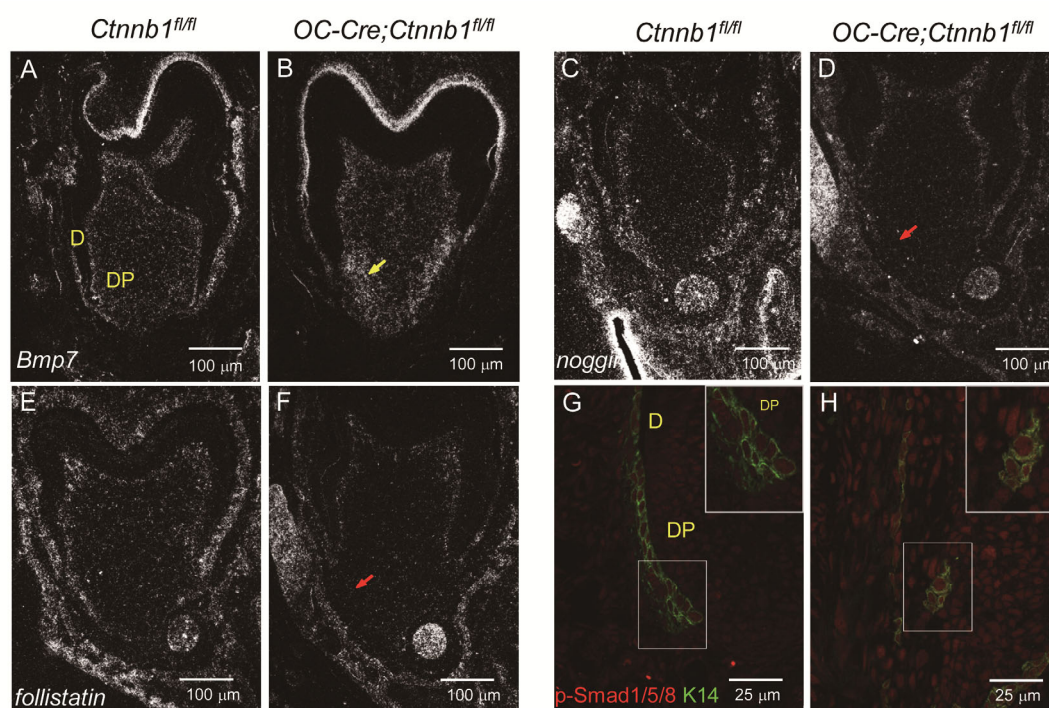 Ctnnb1fl/fl
OC-Cre;Ctnnb1fl/fl
Ctnnb1fl/fl
OC-Cre;Ctnnb1fl/fl
A
B
C
D
D
DP
Bmp7
100 µm
100 µm
noggin
100 µm
100 µm
E
F
G
H
D
DP
DP
follistatin
100 µm
100 µm
p-Smad1/5/8 K14
25 µm
25 µm